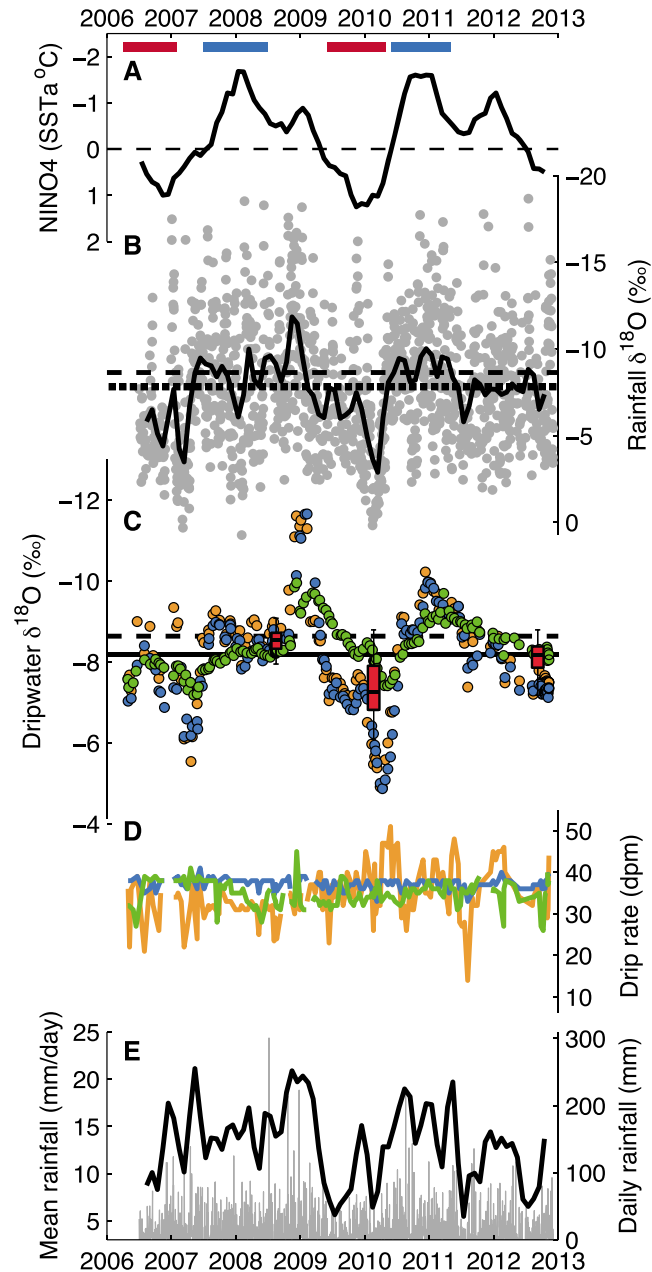 2006 2007 2008 2009 2010 2011 2012 2013
A
NINO4 (SSTa °C)
−2
−1
0
1
2
B
Rainfall δ18O (‰)
−20
−15
−10
−5
0
C
Dripwater δ18O (‰)
−12
−10
−8
−6
−4
D
Drip rate (dpm)
50
40
30
20
10
E
Mean rainfall (mm/day)
25
20
15
10
5
Daily rainfall (mm)
300
200
100
0
2006 2007 2008 2009 2010 2011 2012 2013